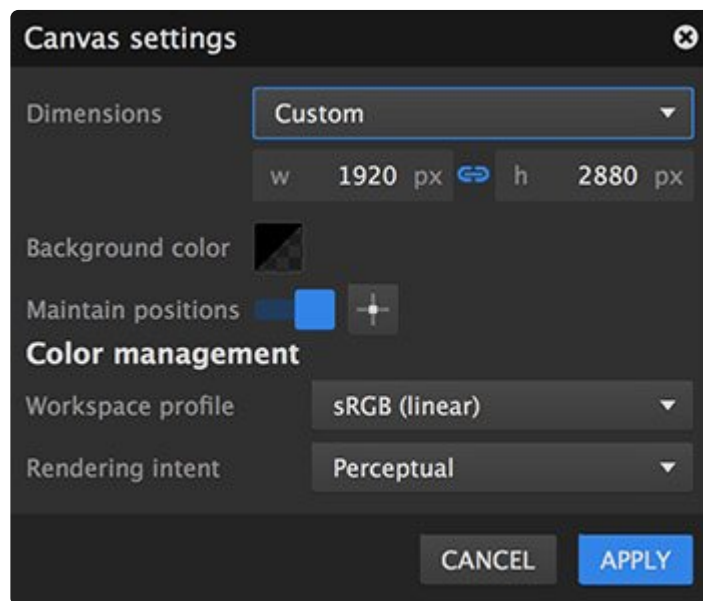 Canvas settings
Dimensions Custom
w 1920 px h 2880 px
Background color
Maintain positions
Color management
Workspace profile sRGB (linear)
Rendering intent Perceptual
CANCEL APPLY